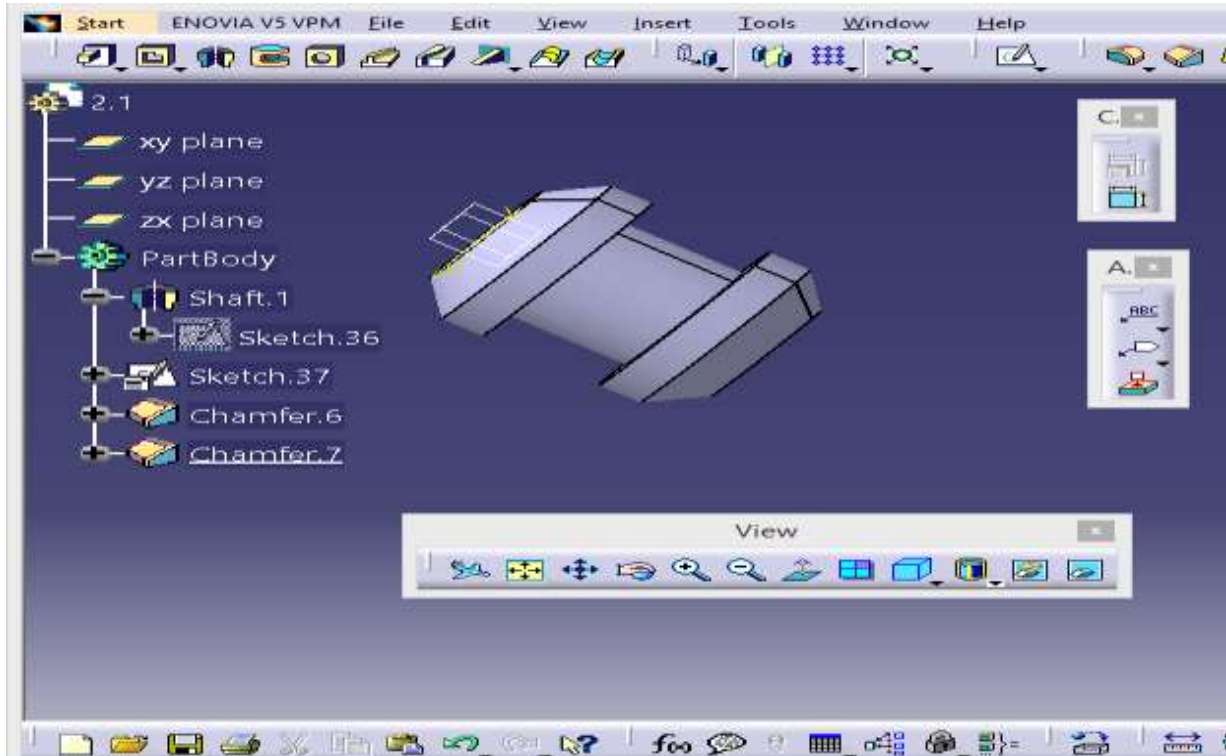 Start ENOVIA V5 VPM File Edit View Insert Tools Window Help
2.1
xy plane
yz plane
zx plane
PartBody
Shaft.1
Sketch.36
Sketch.37
Chamfer.6
Chamfer.7
C.
A.
ABC
View
f(x)